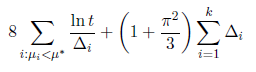 8 \sum_{i:\mu_i<\mu^*} \frac{\ln t}{\Delta_i} + \left(1 + \frac{\pi^2}{3}\right) \sum_{i=1}^{k} \Delta_i